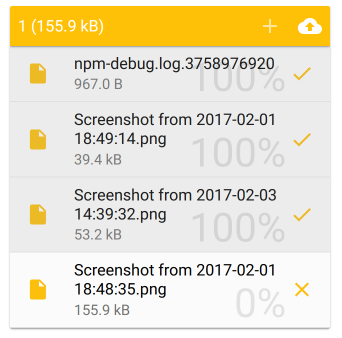 1 (155.9 kB)
npm-debug.log.3758976920
967.0 B
100%
Screenshot from 2017-02-01
18:49:14.png
39.4 kB
100%
Screenshot from 2017-02-03
14:39:32.png
53.2 kB
100%
Screenshot from 2017-02-01
18:48:35.png
155.9 kB
0%